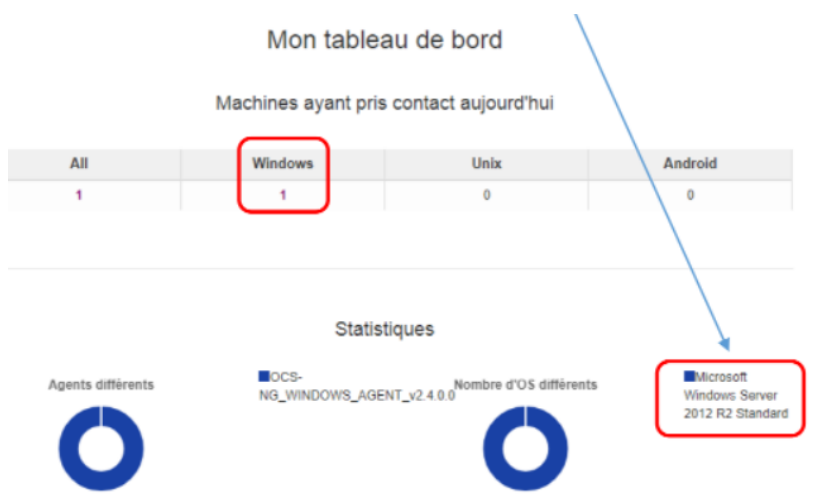 Mon tableau de bord
Machines ayant pris contact aujourd'hui
All Windows Unix Android
1 1 0 0
Statistiques
Agents différents
OCS-
NG_WINDOWS_AGENT_v2.4.0.0
Nombre d'OS différents
Microsoft
Windows Server
2012 R2 Standard